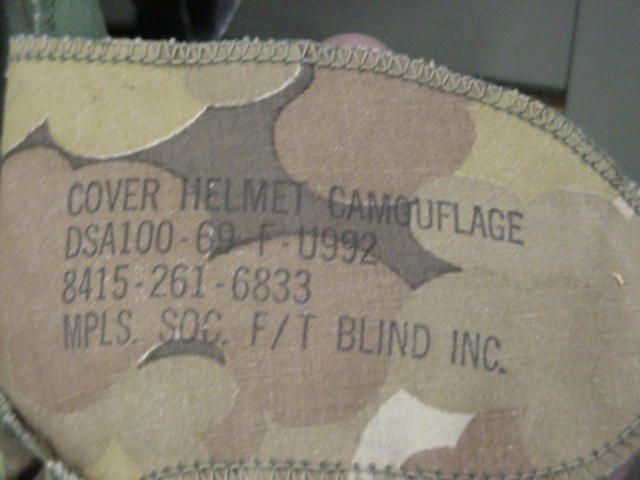 COVER HELMET CAMOUFLAGE
DSA100-69-F-U992
8415-261-6833
MPLS. SOC. F/T BLIND INC.